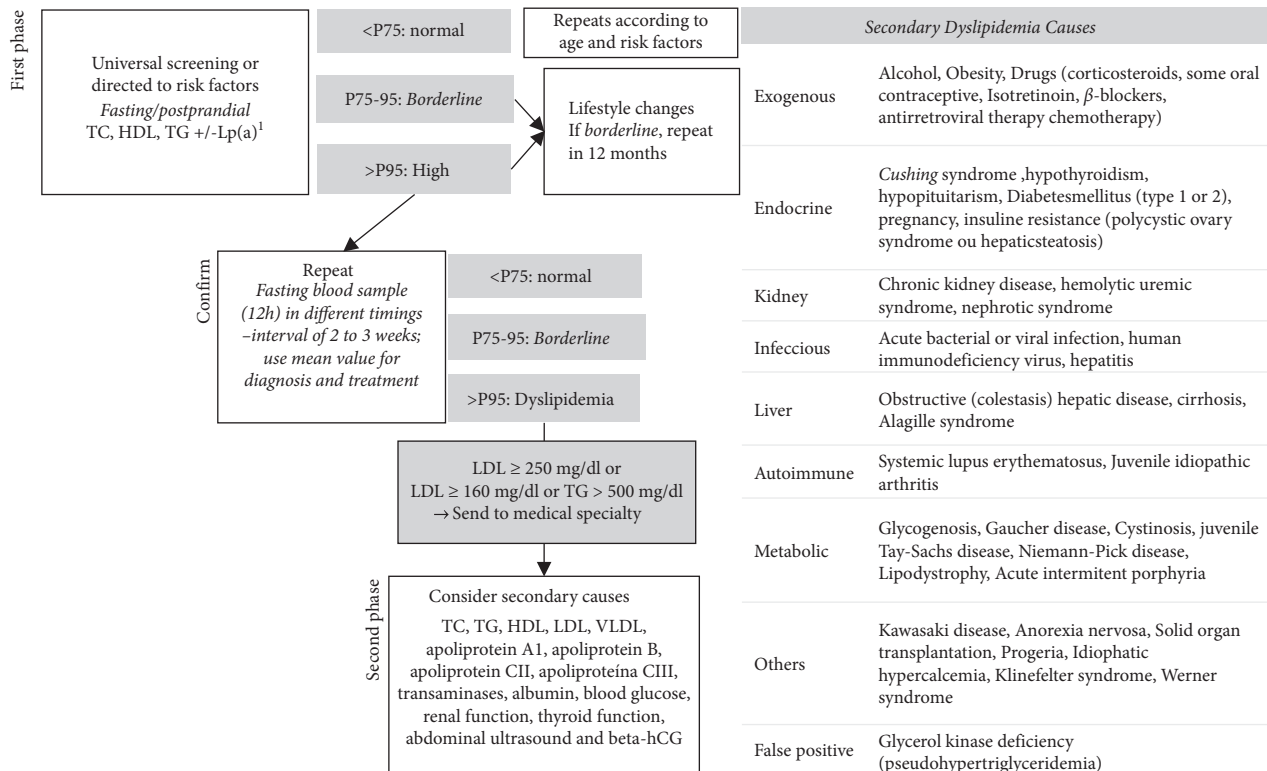 First phase
Universal screening or
directed to risk factors
Fasting/postprandial
TC, HDL, TG +/-Lp(a)¹
<P75: normal
P75-95: Borderline
>P95: High
Repeats according to
age and risk factors
Lifestyle changes
If borderline, repeat
in 12 months
Confirm
Repeat
Fasting blood sample
(12h) in different timings
–interval of 2 to 3 weeks;
use mean value for
diagnosis and treatment
<P75: normal
P75-95: Borderline
>P95: Dyslipidemia
LDL ≥ 250 mg/dl or
LDL ≥ 160 mg/dl or TG > 500 mg/dl
→ Send to medical specialty
Second phase
Consider secondary causes
TC, TG, HDL, LDL, VLDL,
apoliprotein A1, apoliprotein B,
apoliprotein CII, apoliproteína CIII,
transaminases, albumin, blood glucose,
renal function, thyroid function,
abdominal ultrasound and beta-hCG
Secondary Dyslipidemia Causes
Exogenous
Alcohol, Obesity, Drugs (corticosteroids, some oral
contraceptive, Isotretinoin, β-blockers,
antirretroviral therapy chemotherapy)
Endocrine
Cushing syndrome ,hypothyroidism,
hypopituitarism, Diabetesmellitus (type 1 or 2),
pregnancy, insuline resistance (polycystic ovary
syndrome ou hepaticsteatosis)
Kidney
Chronic kidney disease, hemolytic uremic
syndrome, nephrotic syndrome
Infeccious
Acute bacterial or viral infection, human
immunodeficiency virus, hepatitis
Liver
Obstructive (colestasis) hepatic disease, cirrhosis,
Alagille syndrome
Autoimmune
Systemic lupus erythematosus, Juvenile idiopathic
arthritis
Metabolic
Glycogenosis, Gaucher disease, Cystinosis, juvenile
Tay-Sachs disease, Niemann-Pick disease,
Lipodystrophy, Acute intermitent porphyria
Others
Kawasaki disease, Anorexia nervosa, Solid organ
transplantation, Progeria, Idiophatic
hypercalcemia, Klinefelter syndrome, Werner
syndrome
False positive
Glycerol kinase deficiency
(pseudohypertriglyceridemia)